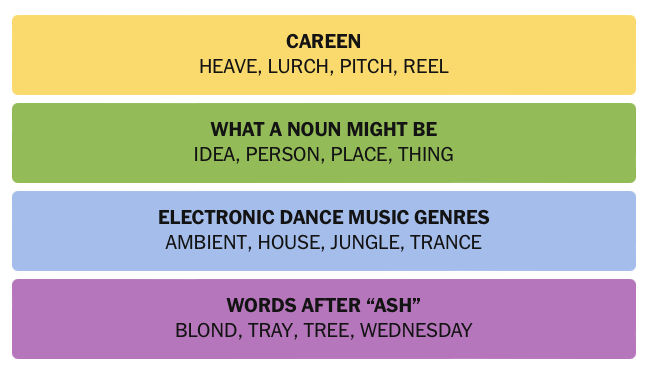 CAREEN
HEAVE, LURCH, PITCH, REEL
WHAT A NOUN MIGHT BE
IDEA, PERSON, PLACE, THING
ELECTRONIC DANCE MUSIC GENRES
AMBIENT, HOUSE, JUNGLE, TRANCE
WORDS AFTER “ASH”
BLOND, TRAY, TREE, WEDNESDAY